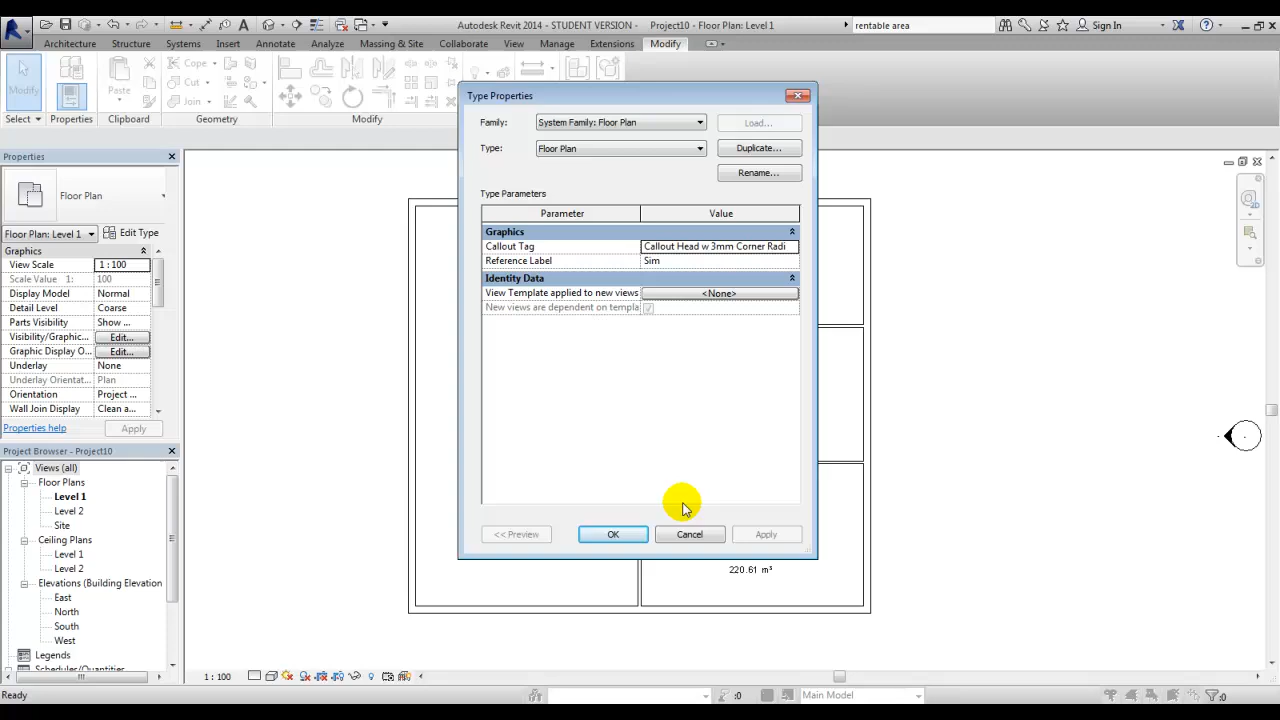 Autodesk Revit 2014 - STUDENT VERSION - Project10 - Floor Plan: Level 1
rentable area
Sign In
Architecture Structure Systems Insert Annotate Analyze Massing & Site Collaborate View Manage Extensions Modify
Modify
Cope
Cut
Join
Paste
Select Properties Clipboard Geometry Modify
Type Properties
Family: System Family: Floor Plan Load...
Type: Floor Plan Duplicate...
Rename...
Type Parameters
Parameter Value
Graphics
Callout Tag Callout Head w 3mm Corner Radi
Reference Label Sim
Identity Data
View Template applied to new views <None>
New views are dependent on templa
<< Preview OK Cancel Apply
Properties
Floor Plan
Floor Plan: Level 1 Edit Type
Graphics
View Scale 1 : 100
Scale Value 1: 100
Display Model Normal
Detail Level Coarse
Parts Visibility Show ...
Visibility/Graphic... Edit...
Graphic Display O... Edit...
Underlay None
Underlay Orientat... Plan
Orientation Project ...
Wall Join Display Clean a...
Properties help Apply
Project Browser - Project10
Views (all)
Floor Plans
Level 1
Level 2
Site
Ceiling Plans
Level 1
Level 2
Elevations (Building Elevation
East
North
South
West
Legends
Schedules/Quantities
220.61 m³
1 : 100
Ready
:0
Main Model
:0